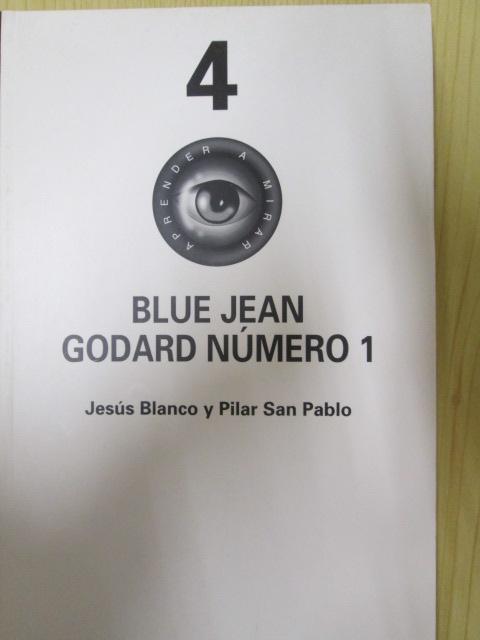 4
APRENDER A MIRAR
BLUE JEAN
GODARD NÚMERO 1
Jesús Blanco y Pilar San Pablo